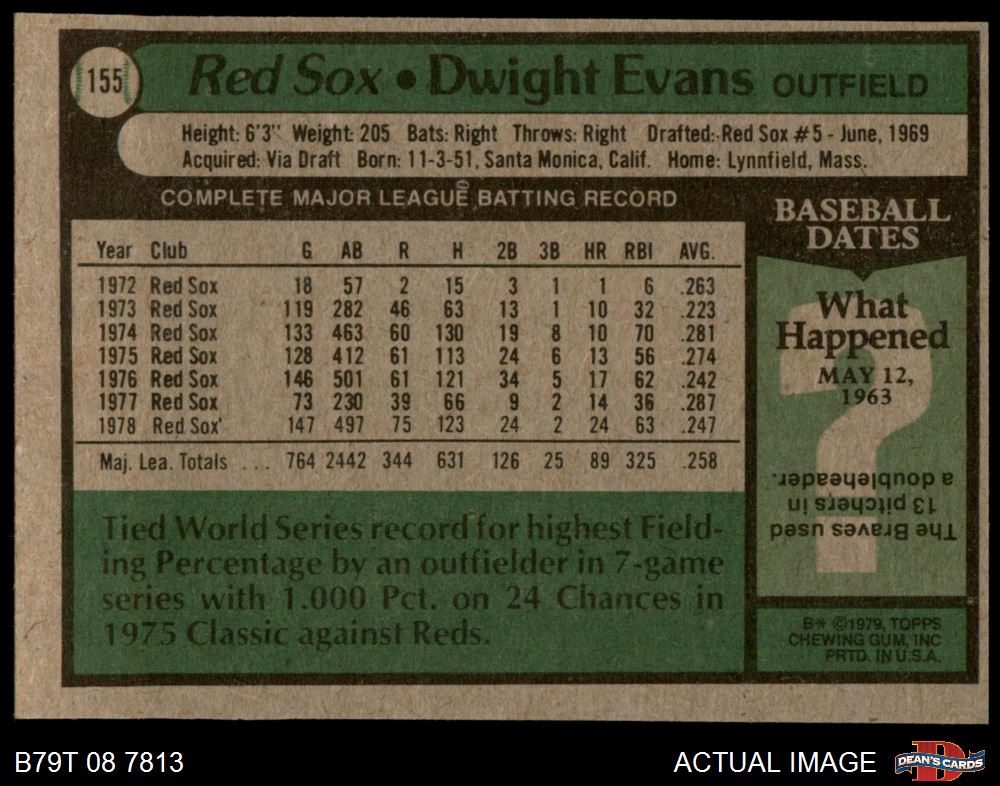 155
Red Sox • Dwight Evans OUTFIELD
Height: 6'3" Weight: 205 Bats: Right Throws: Right Drafted: Red Sox #5 - June, 1969
Acquired: Via Draft Born: 11-3-51, Santa Monica, Calif. Home: Lynnfield, Mass.
COMPLETE MAJOR LEAGUE BATTING RECORD
Year Club G AB R H 2B 3B HR RBI AVG.
1972 Red Sox 18 57 2 15 3 1 1 6 .263
1973 Red Sox 119 282 46 63 13 1 10 32 .223
1974 Red Sox 133 463 60 130 19 8 10 70 .281
1975 Red Sox 128 412 61 113 24 6 13 56 .274
1976 Red Sox 146 501 61 121 34 5 17 62 .242
1977 Red Sox 73 230 39 66 9 2 14 36 .287
1978 Red Sox 147 497 75 123 24 2 24 63 .247
Maj. Lea. Totals ... 764 2442 344 631 126 25 89 325 .258
Tied World Series record for highest Field-
ing Percentage by an outfielder in 7-game
series with 1.000 Pct. on 24 Chances in
1975 Classic against Reds.
BASEBALL
DATES
What
Happened
MAY 12,
1963
?
The Braves used
13 pitchers in
a doubleheader.
B* ©1979, TOPPS
CHEWING GUM, INC
PRTD. IN U.S.A.
B79T 08 7813
ACTUAL IMAGE
D
DEAN'S CARDS